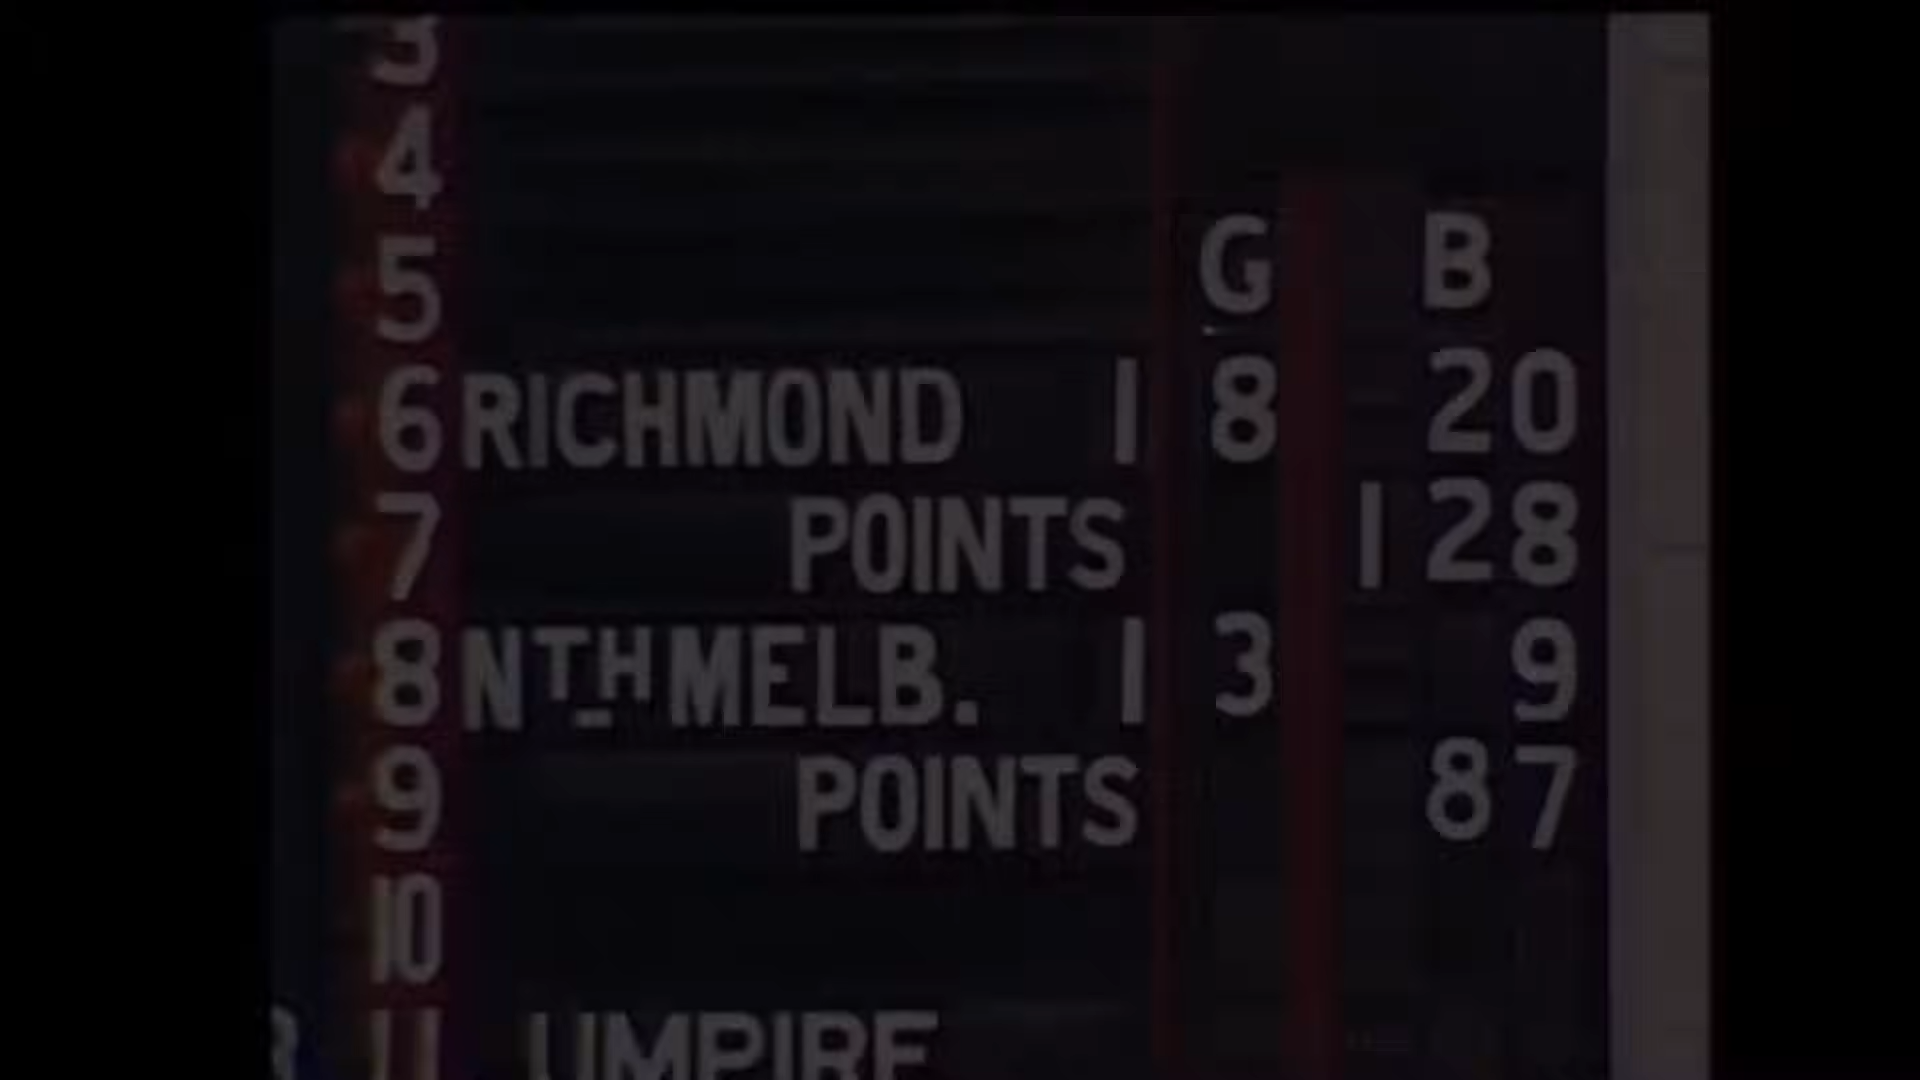 3
4
5 G B
6 RICHMOND 18 20
7 POINTS 128
8 NTH MELB. 13 9
9 POINTS 87
10
11 UMPIRE